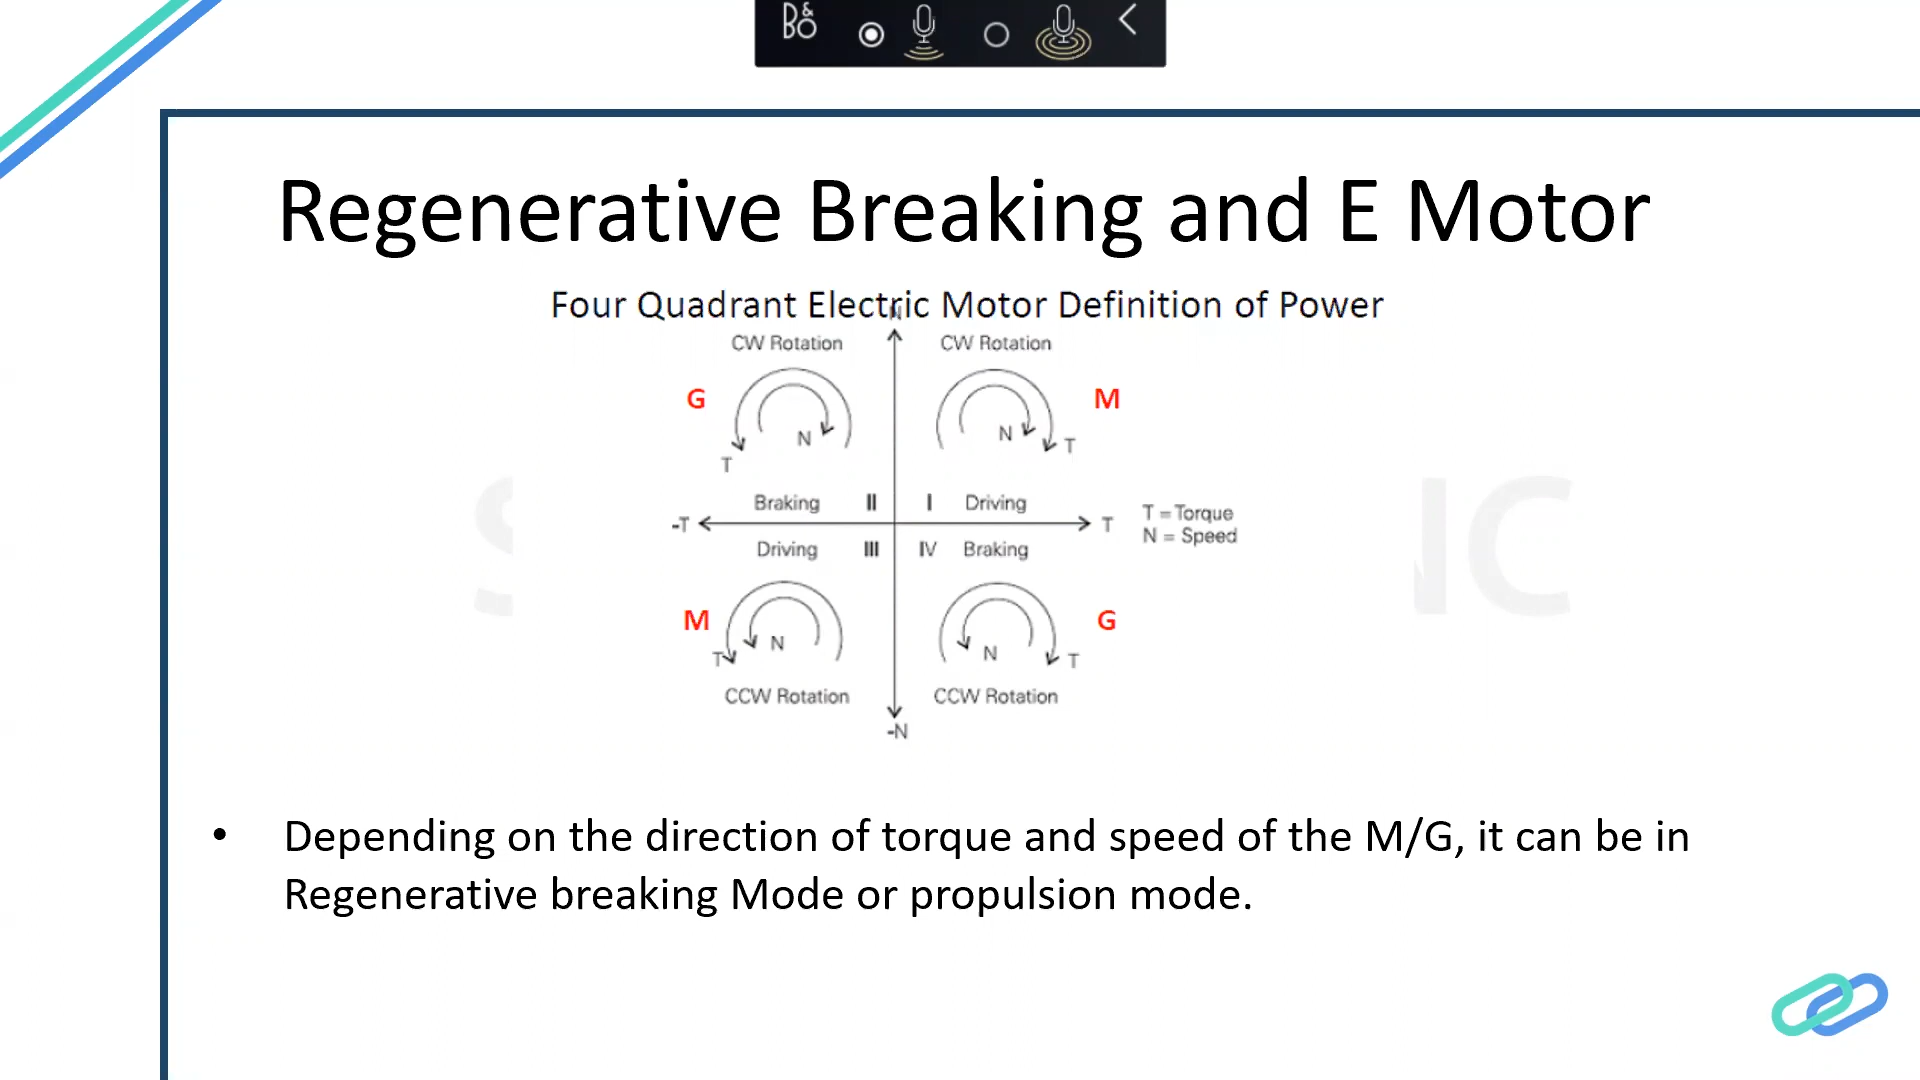 B&O
Regenerative Breaking and E Motor
Four Quadrant Electric Motor Definition of Power
N
CW Rotation CW Rotation
G M
N N
T T
Braking II I Driving
-T T
T = Torque
N = Speed
Driving III IV Braking
M G
N N
T T
CCW Rotation CCW Rotation
-N
• Depending on the direction of torque and speed of the M/G, it can be in
Regenerative breaking Mode or propulsion mode.